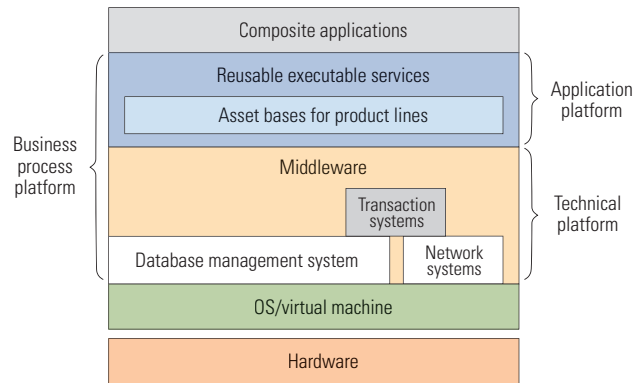 Composite applications
Reusable executable services
Asset bases for product lines
Application
platform
Business
process
platform
Middleware
Transaction
systems
Technical
platform
Database management system
Network
systems
OS/virtual machine
Hardware